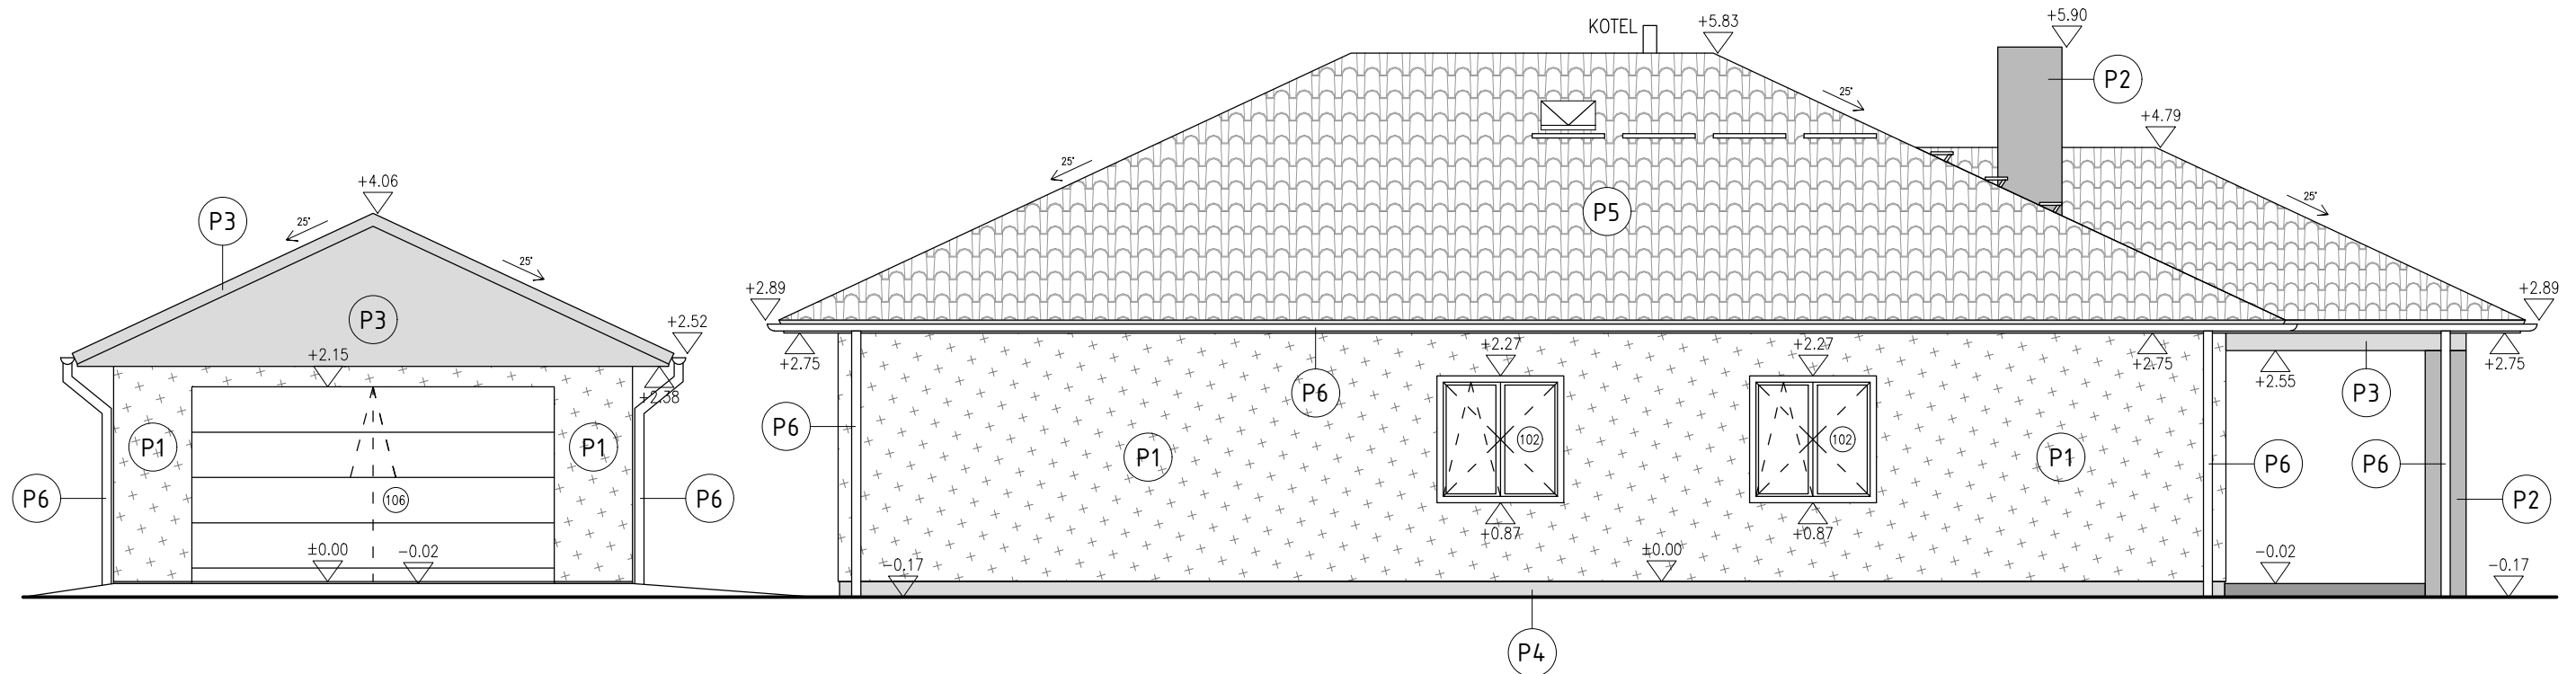 +5.90
+5.83
KOTEL
P2
25°
+4.79
25°
+4.06
25°
P3
25°
P5
25°
+2.89
+2.89
P3
+2.52
+2.15
+2.75
+2.27
+2.27
+2.75
+2.75
+2.38
+2.55
P6
P3
P6
102
102
P1
P1
P1
P1
P6
P6
P6
P6
106
P2
+0.87
+0.87
±0.00
-0.02
±0.00
-0.02
-0.17
-0.17
P4